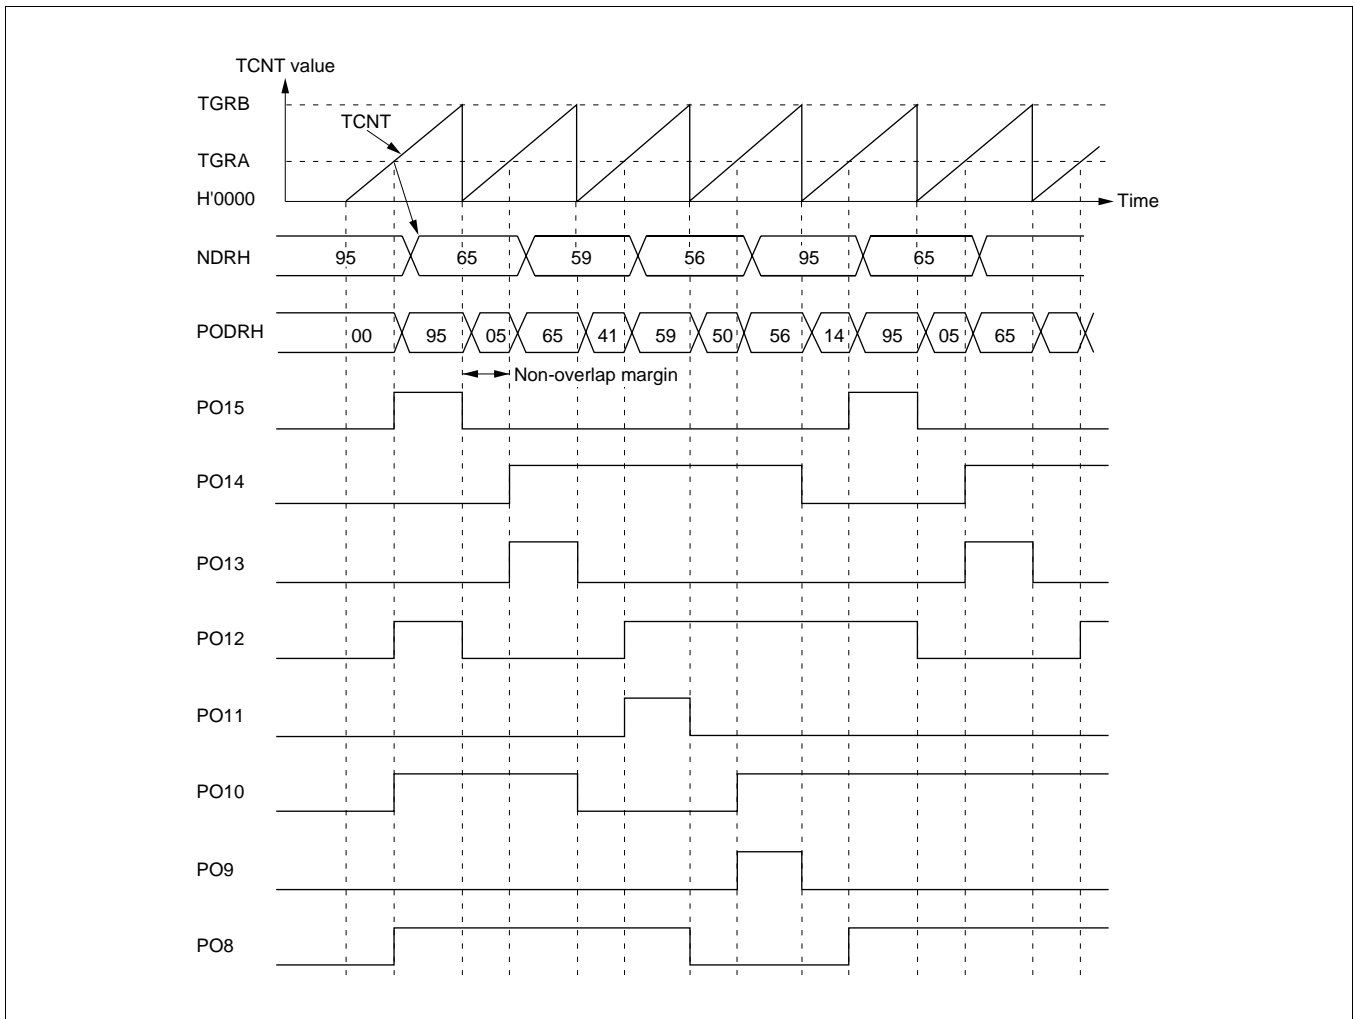 TCNT value
TGRB
TCNT
TGRA
H'0000
Time
NDRH 95 65 59 56 95 65
PODRH 00 95 05 65 41 59 50 56 14 95 05 65
Non-overlap margin
PO15
PO14
PO13
PO12
PO11
PO10
PO9
PO8